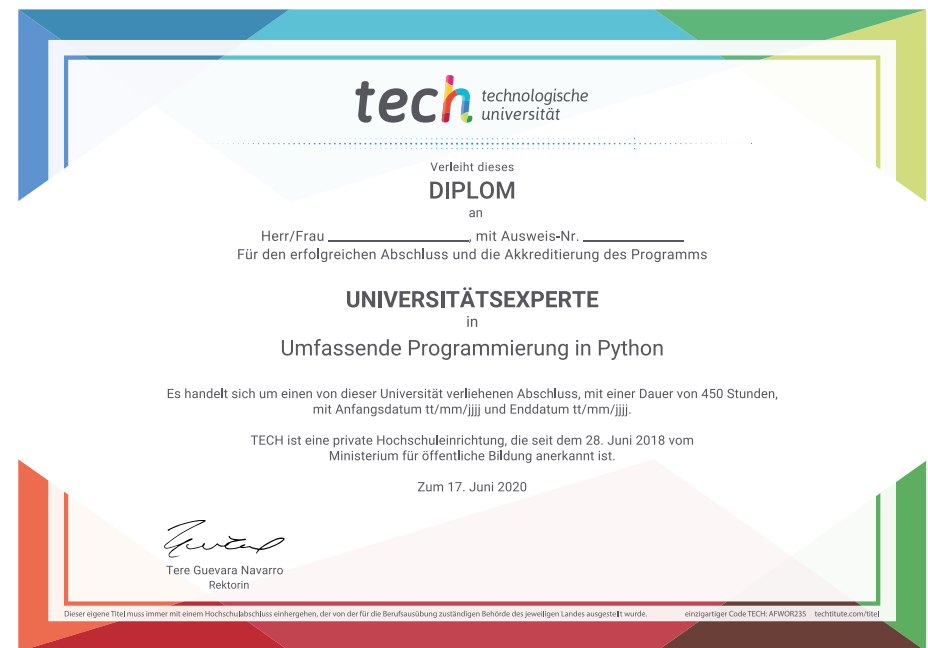 tech technologische
universität
Verleiht dieses
DIPLOM
an
Herr/Frau ____________, mit Ausweis-Nr. ____________
Für den erfolgreichen Abschluss und die Akkreditierung des Programms
UNIVERSITÄTSEXPERTE
in
Umfassende Programmierung in Python
Es handelt sich um einen von dieser Universität verliehenen Abschluss, mit einer Dauer von 450 Stunden,
mit Anfangsdatum tt/mm/jjjj und Enddatum tt/mm/jjjj.
TECH ist eine private Hochschuleinrichtung, die seit dem 28. Juni 2018 vom
Ministerium für öffentliche Bildung anerkannt ist.
Zum 17. Juni 2020
Tere Guevara Navarro
Rektorin
Dieser eigene Titel muss immer mit einem Hochschulabschluss einhergehen, der von der für die Berufsausübung zuständigen Behörde des jeweiligen Landes ausgestellt wurde. einzigartiger Code TECH: AFWOR23S techtitute.com/titel